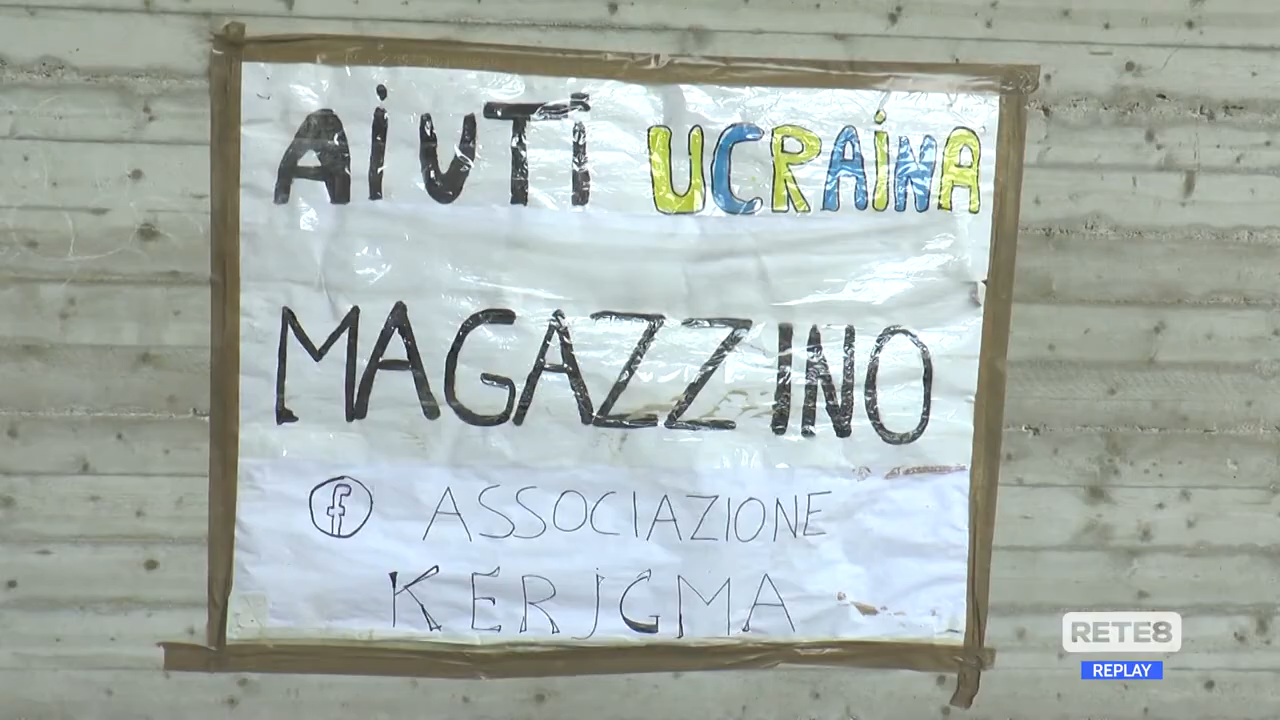 AiUTi UCRAiNA
MAGAZZINO
f ASSOCIAZIONE
KERJGMA
RETE8
REPLAY